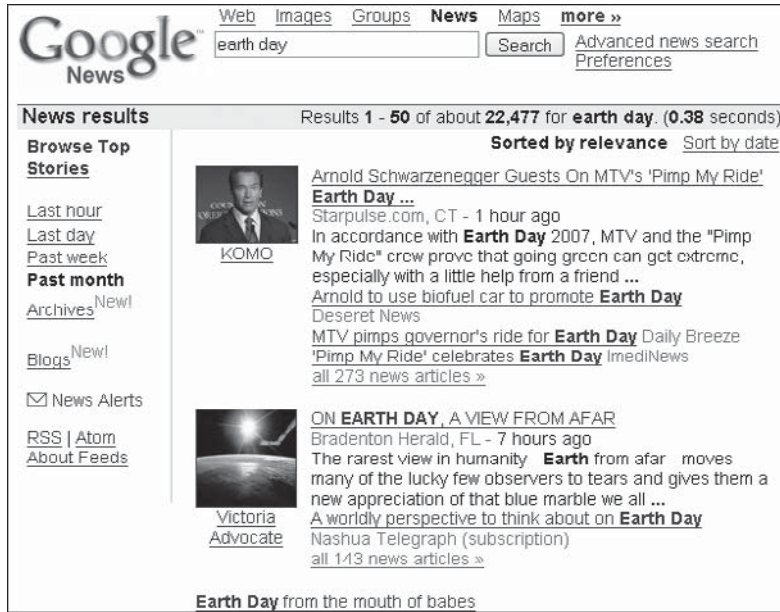 Web Images Groups News Maps more »
Google™
News
earth day
Search
Advanced news search
Preferences
News results
Results 1 - 50 of about 22,477 for earth day. (0.38 seconds)
Sorted by relevance Sort by date
Browse Top
Stories
Last hour
Last day
Past week
Past month
Archives New!
Blogs New!
News Alerts
RSS | Atom
About Feeds
KOMO
Arnold Schwarzenegger Guests On MTV's 'Pimp My Ride'
Earth Day ...
Starpulse.com, CT - 1 hour ago
In accordance with Earth Day 2007, MTV and the "Pimp
My Ride" crew prove that going green can get extreme,
especially with a little help from a friend ...
Arnold to use biofuel car to promote Earth Day
Deseret News
MTV pimps governor's ride for Earth Day Daily Breeze
'Pimp My Ride' celebrates Earth Day ImediNews
all 273 news articles »
Victoria
Advocate
ON EARTH DAY, A VIEW FROM AFAR
Bradenton Herald, FL - 7 hours ago
The rarest view in humanity Earth from afar moves
many of the lucky few observers to tears and gives them a
new appreciation of that blue marble we all ...
A worldly perspective to think about on Earth Day
Nashua Telegraph (subscription)
all 143 news articles »
Earth Day from the mouth of babes